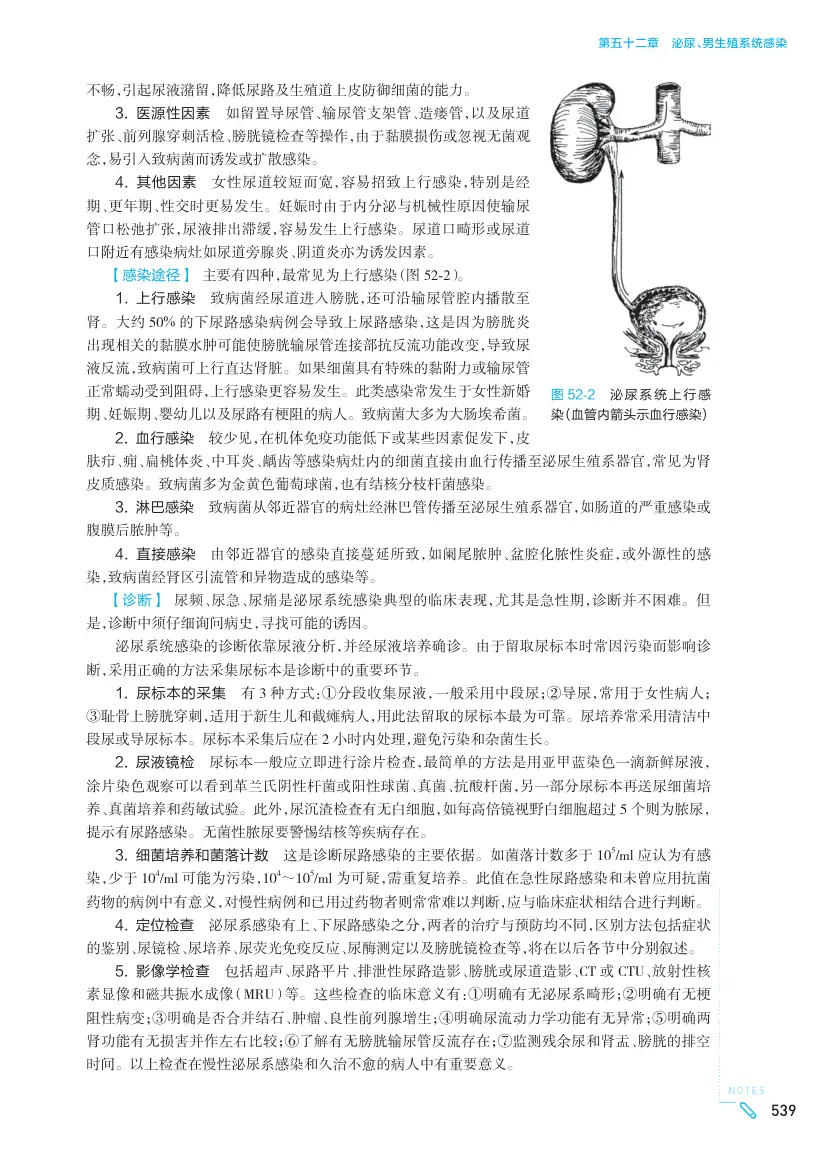 第五十二章 泌尿、男生殖系统感染
不畅,引起尿液潴留,降低尿路及生殖道上皮防御细菌的能力。
3. 医源性因素 如留置导尿管、输尿管支架管、造瘘管,以及尿道
扩张、前列腺穿刺活检、膀胱镜检查等操作,由于黏膜损伤或忽视无菌观
念,易引入致病菌而诱发或扩散感染。
4. 其他因素 女性尿道较短而宽,容易招致上行感染,特别是经
期、更年期、性交时更易发生。妊娠时由于内分泌与机械性原因使输尿
管口松弛扩张,尿液排出滞缓,容易发生上行感染。尿道口畸形或尿道
口附近有感染病灶如尿道旁腺炎、阴道炎亦为诱发因素。
【感染途径】 主要有四种,最常见为上行感染(图 52-2)。
1. 上行感染 致病菌经尿道进入膀胱,还可沿输尿管腔内播散至
肾。大约 50% 的下尿路感染病例会导致上尿路感染,这是因为膀胱炎
出现相关的黏膜水肿可能使膀胱输尿管连接部抗反流功能改变,导致尿
液反流,致病菌可上行直达肾脏。如果细菌具有特殊的黏附力或输尿管
正常蠕动受到阻碍,上行感染更容易发生。此类感染常发生于女性新婚
期、妊娠期、婴幼儿以及尿路有梗阻的病人。致病菌大多为大肠埃希菌。
图 52-2 泌尿系统上行感
染(血管内箭头示血行感染)
2. 血行感染 较少见,在机体免疫功能低下或某些因素促发下,皮
肤疖、痈、扁桃体炎、中耳炎、龋齿等感染病灶内的细菌直接由血行传播至泌尿生殖系器官,常见为肾
皮质感染。致病菌多为金黄色葡萄球菌,也有结核分枝杆菌感染。
3. 淋巴感染 致病菌从邻近器官的病灶经淋巴管传播至泌尿生殖系器官,如肠道的严重感染或
腹膜后脓肿等。
4. 直接感染 由邻近器官的感染直接蔓延所致,如阑尾脓肿、盆腔化脓性炎症,或外源性的感
染,致病菌经肾区引流管和异物造成的感染等。
【诊断】 尿频、尿急、尿痛是泌尿系统感染典型的临床表现,尤其是急性期,诊断并不困难。但
是,诊断中须仔细询问病史,寻找可能的诱因。
泌尿系统感染的诊断依靠尿液分析,并经尿液培养确诊。由于留取尿标本时常因污染而影响诊
断,采用正确的方法采集尿标本是诊断中的重要环节。
1. 尿标本的采集 有 3 种方式:①分段收集尿液,一般采用中段尿;②导尿,常用于女性病人;
③耻骨上膀胱穿刺,适用于新生儿和截瘫病人,用此法留取的尿标本最为可靠。尿培养常采用清洁中
段尿或导尿标本。尿标本采集后应在 2 小时内处理,避免污染和杂菌生长。
2. 尿液镜检 尿标本一般应立即进行涂片检查,最简单的方法是用亚甲蓝染色一滴新鲜尿液,
涂片染色观察可以看到革兰氏阴性杆菌或阳性球菌、真菌、抗酸杆菌,另一部分尿标本再送尿细菌培
养、真菌培养和药敏试验。此外,尿沉渣检查有无白细胞,如每高倍镜视野白细胞超过 5 个则为脓尿,
提示有尿路感染。无菌性脓尿要警惕结核等疾病存在。
3. 细菌培养和菌落计数 这是诊断尿路感染的主要依据。如菌落计数多于 10⁵/ml 应认为有感
染,少于 10⁴/ml 可能为污染,10⁴～10⁵/ml 为可疑,需重复培养。此值在急性尿路感染和未曾应用抗菌
药物的病例中有意义,对慢性病例和已用过药物者则常常难以判断,应与临床症状相结合进行判断。
4. 定位检查 泌尿系感染有上、下尿路感染之分,两者的治疗与预防均不同,区别方法包括症状
的鉴别、尿镜检、尿培养、尿荧光免疫反应、尿酶测定以及膀胱镜检查等,将在以后各节中分别叙述。
5. 影像学检查 包括超声、尿路平片、排泄性尿路造影、膀胱或尿道造影、CT 或 CTU、放射性核
素显像和磁共振水成像(MRU)等。这些检查的临床意义有:①明确有无泌尿系畸形;②明确有无梗
阻性病变;③明确是否合并结石、肿瘤、良性前列腺增生;④明确尿流动力学功能有无异常;⑤明确两
肾功能有无损害并作左右比较;⑥了解有无膀胱输尿管反流存在;⑦监测残余尿和肾盂、膀胱的排空
时间。以上检查在慢性泌尿系感染和久治不愈的病人中有重要意义。
NOTES
539